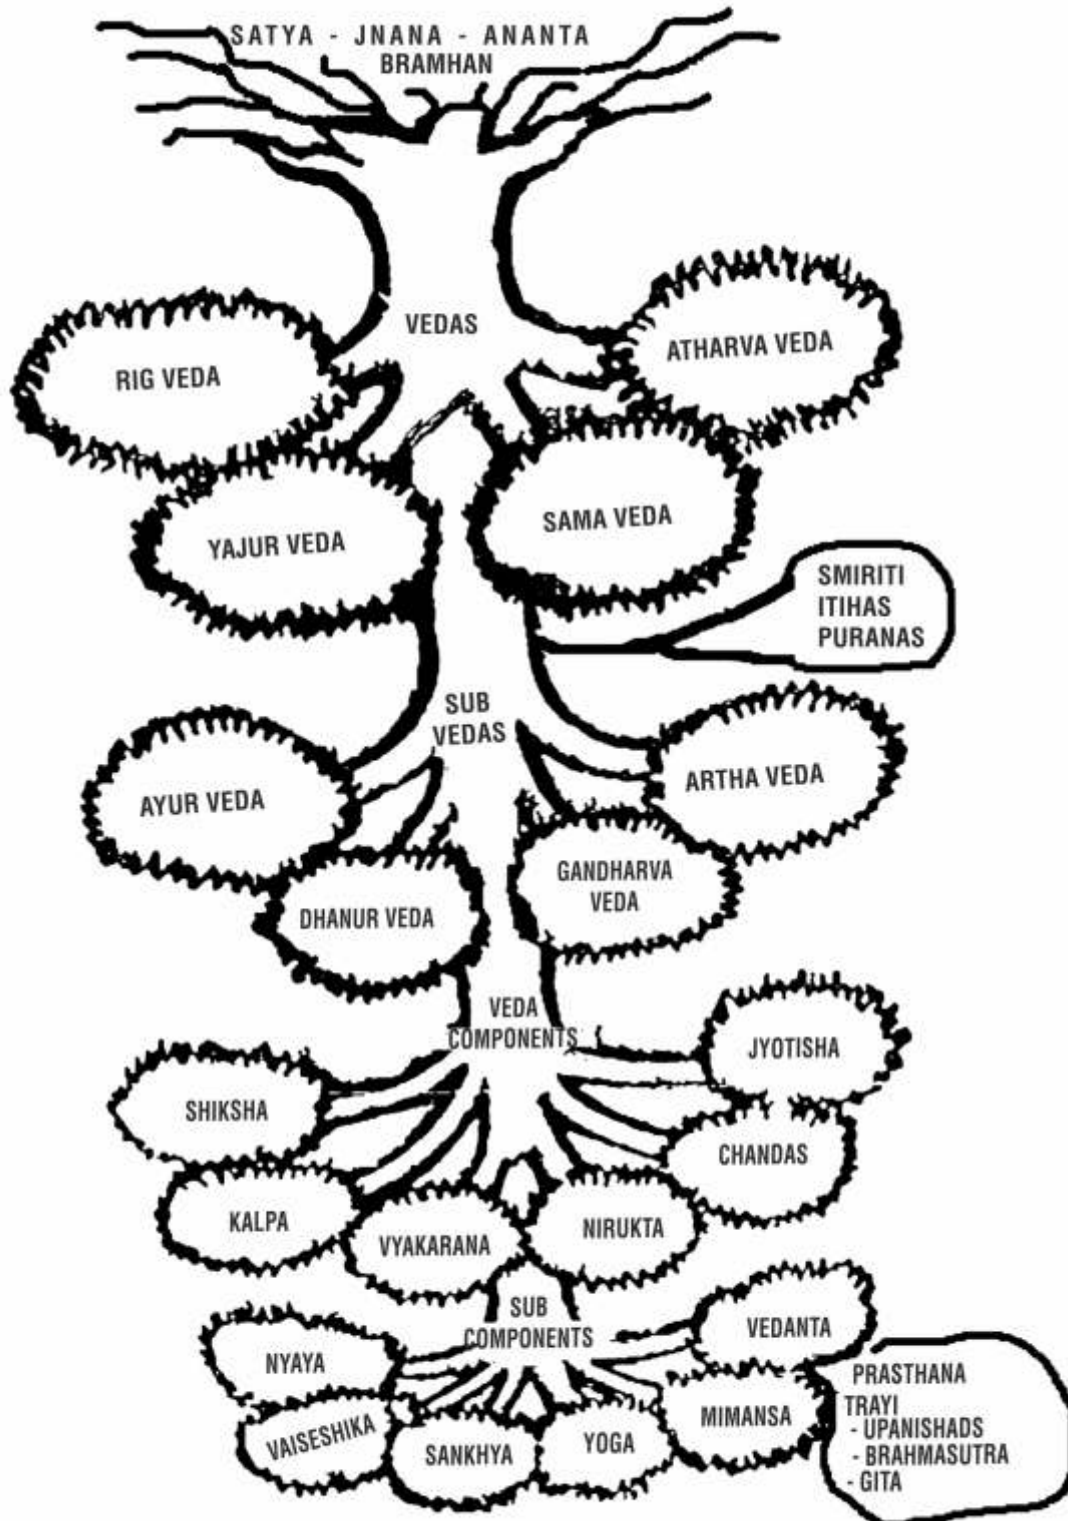 SATYA - JNANA - ANANTA
BRAMHAN
VEDAS
RIG VEDA
ATHARVA VEDA
YAJUR VEDA
SAMA VEDA
SMIRITI
ITIHAS
PURANAS
SUB
VEDAS
AYUR VEDA
ARTHA VEDA
DHANUR VEDA
GANDHARVA
VEDA
VEDA
COMPONENTS
SHIKSHA
JYOTISHA
KALPA
CHANDAS
VYAKARANA
NIRUKTA
SUB
COMPONENTS
NYAYA
VEDANTA
VAISESHIKA
SANKHYA
YOGA
MIMANSA
PRASTHANA
TRAYI
- UPANISHADS
- BRAHMASUTRA
- GITA